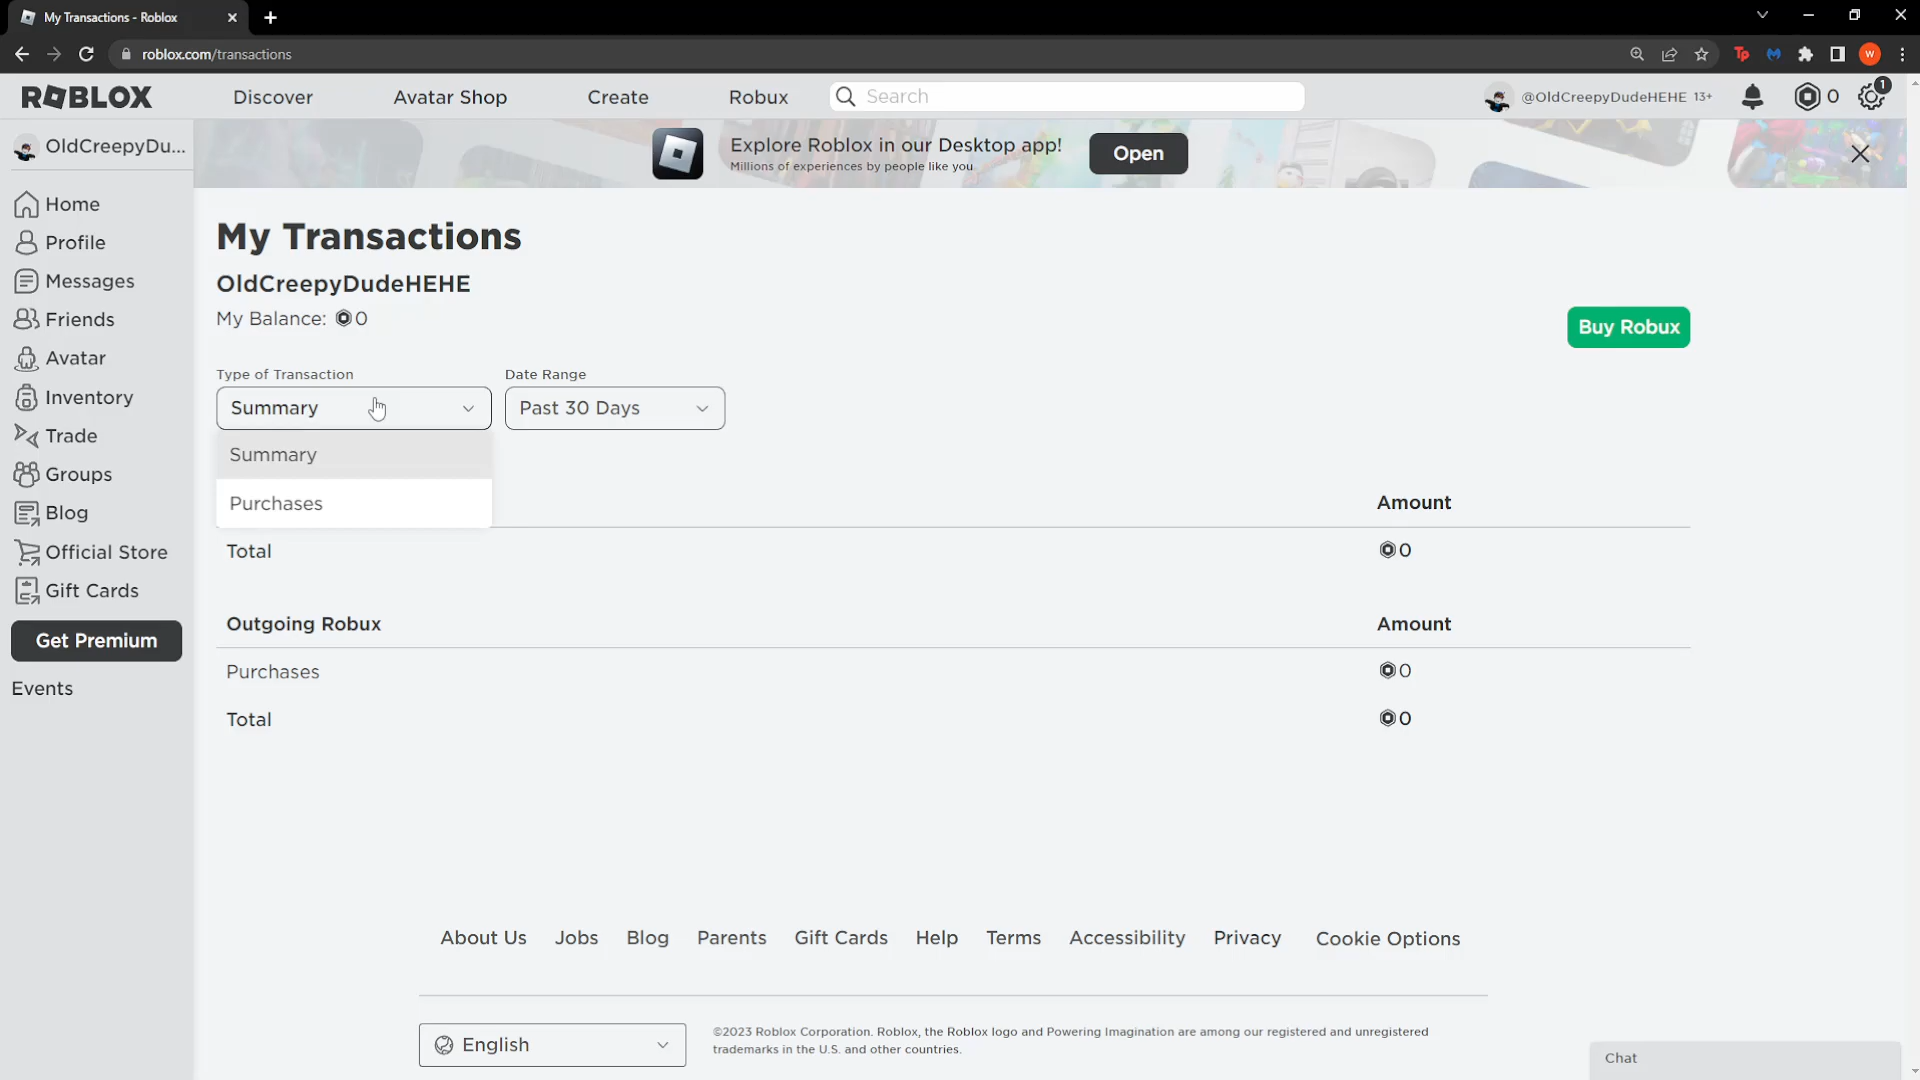 My Transactions - Roblox
roblox.com/transactions
Tp
W
ROBLOX
Discover
Avatar Shop
Create
Robux
Search
@OldCreepyDudeHEHE 13+
0
1
OldCreepyDu...
Explore Roblox in our Desktop app!
Millions of experiences by people like you
Open
Home
Profile
Messages
Friends
Avatar
Inventory
Trade
Groups
Blog
Official Store
Gift Cards
Get Premium
Events
My Transactions
OldCreepyDudeHEHE
My Balance: 0
Buy Robux
Type of Transaction
Date Range
Summary
Past 30 Days
Summary
Purchases
Amount
Total 0
Outgoing Robux Amount
Purchases 0
Total 0
About Us Jobs Blog Parents Gift Cards Help Terms Accessibility Privacy Cookie Options
English
©2023 Roblox Corporation. Roblox, the Roblox logo and Powering Imagination are among our registered and unregistered
trademarks in the U.S. and other countries.
Chat